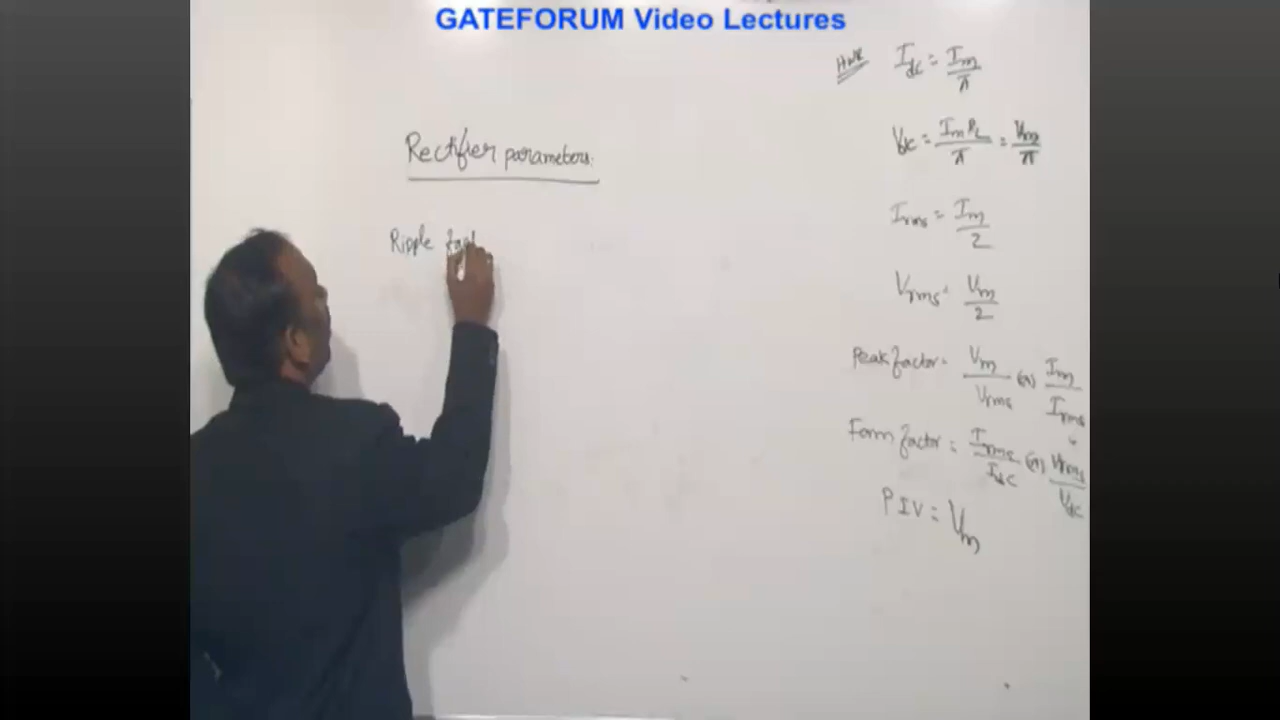 GATEFORUM Video Lectures
HWR I_dc = I_m/π
V_dc = I_m R_L/π = V_m/π
Rectifier parameters.
I_rms = I_m/2
Ripple fact
V_rms = V_m/2
Peak factor = V_m/V_rms (or) I_m/I_rms
Form factor = I_rms/I_dc (or) V_rms/V_dc
PIV = V_m